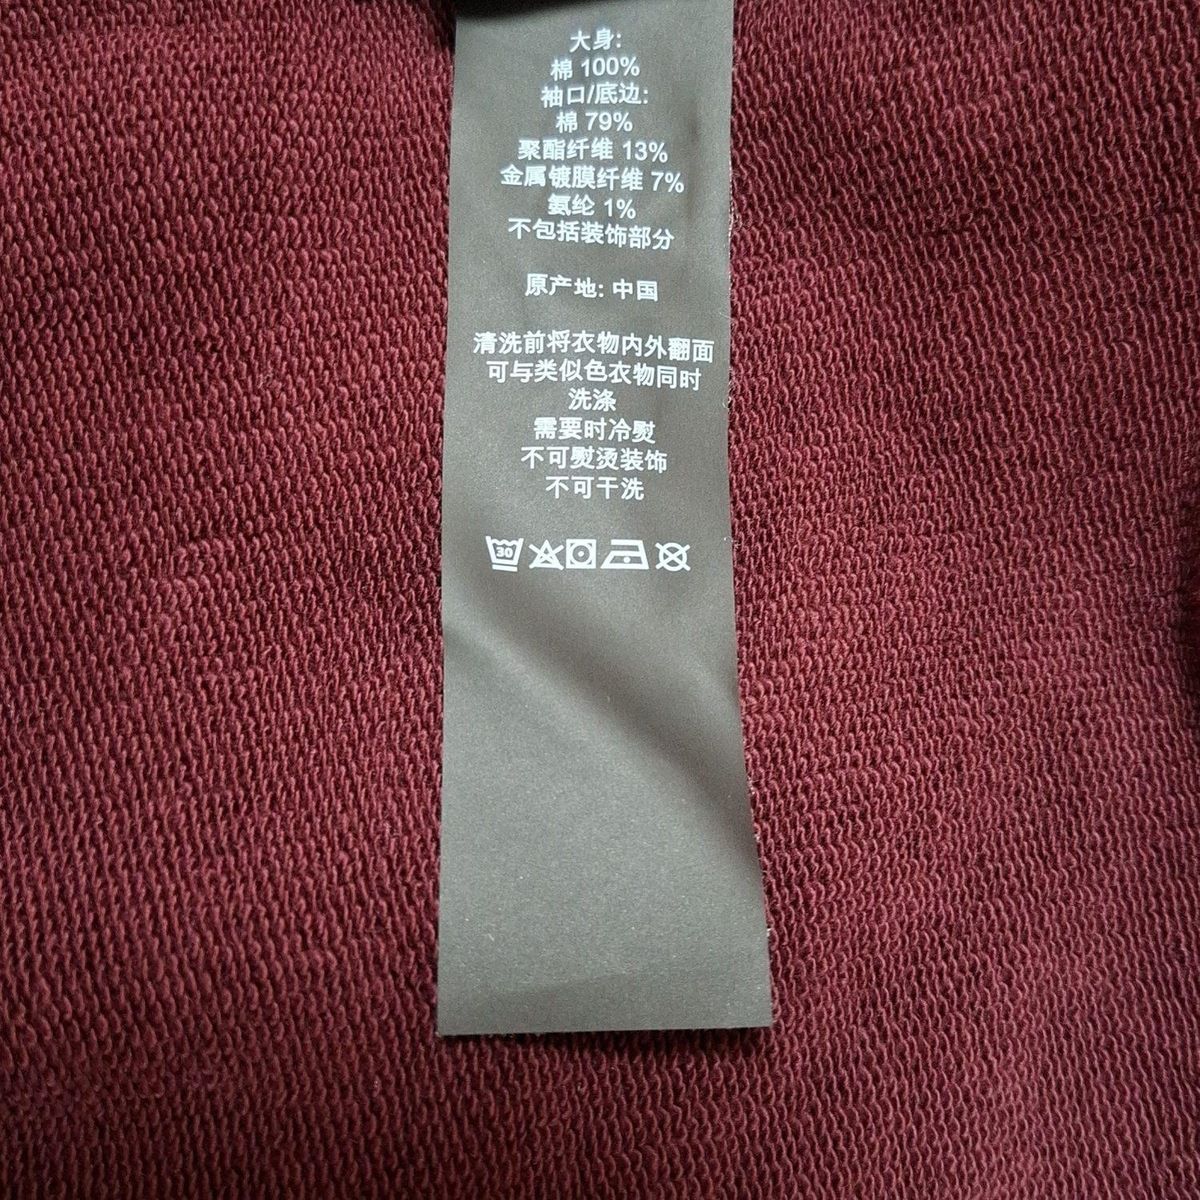 大身:
棉 100%
袖口/底边:
棉 79%
聚酯纤维 13%
金属镀膜纤维 7%
氨纶 1%
不包括装饰部分
原产地: 中国
清洗前将衣物内外翻面
可与类似色衣物同时
洗涤
需要时冷熨
不可熨烫装饰
不可干洗
30